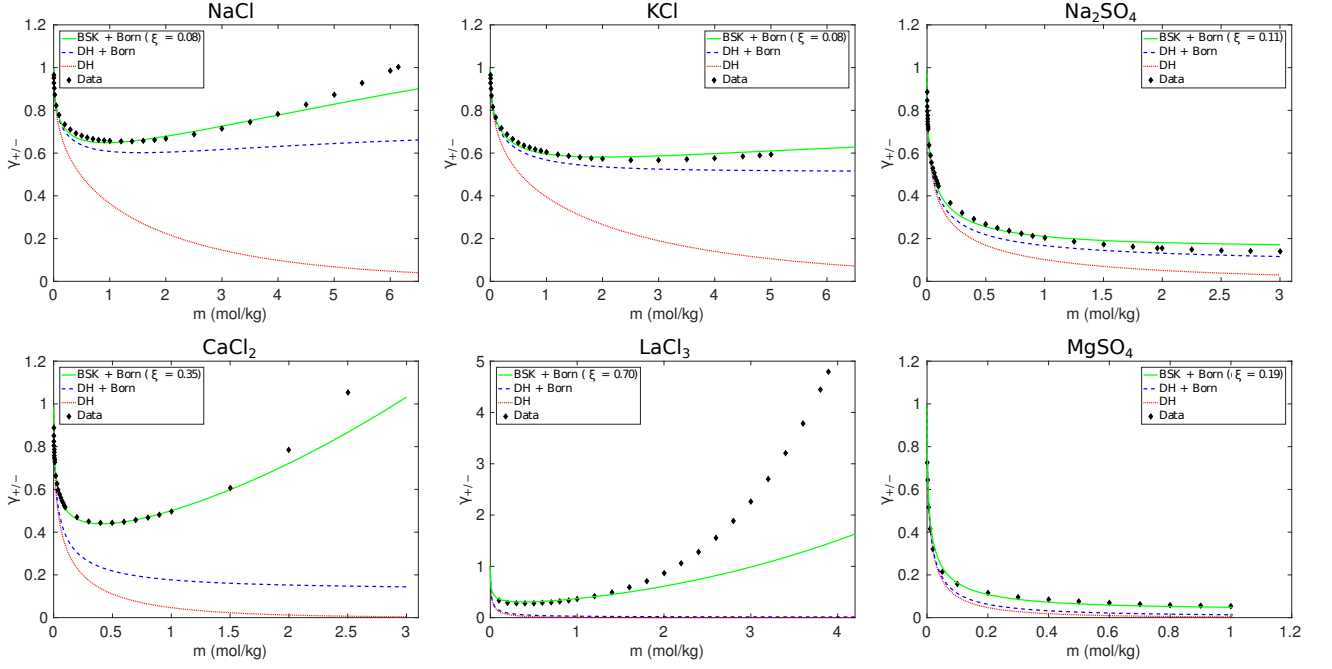 NaCl
1.2
1
0.8
0.6
0.4
0.2
0
γ+/−
BSK + Born ( ξ = 0.08)
DH + Born
DH
Data
0 1 2 3 4 5 6
m (mol/kg)
KCl
1.2
1
0.8
0.6
0.4
0.2
0
γ+/−
BSK + Born ( ξ = 0.08)
DH + Born
DH
Data
0 1 2 3 4 5 6
m (mol/kg)
Na₂SO₄
1.2
1
0.8
0.6
0.4
0.2
0
γ+/−
BSK + Born ( ξ = 0.11)
DH + Born
DH
Data
0 0.5 1 1.5 2 2.5 3
m (mol/kg)
CaCl₂
1.2
1
0.8
0.6
0.4
0.2
0
γ+/−
BSK + Born ( ξ = 0.35)
DH + Born
DH
Data
0 0.5 1 1.5 2 2.5 3
m (mol/kg)
LaCl₃
5
4
3
2
1
0
γ+/−
BSK + Born ( ξ = 0.70)
DH + Born
DH
Data
0 1 2 3 4
m (mol/kg)
MgSO₄
1.2
1
0.8
0.6
0.4
0.2
0
γ+/−
BSK + Born ( ξ = 0.19)
DH + Born
DH
Data
0 0.2 0.4 0.6 0.8 1 1.2
m (mol/kg)